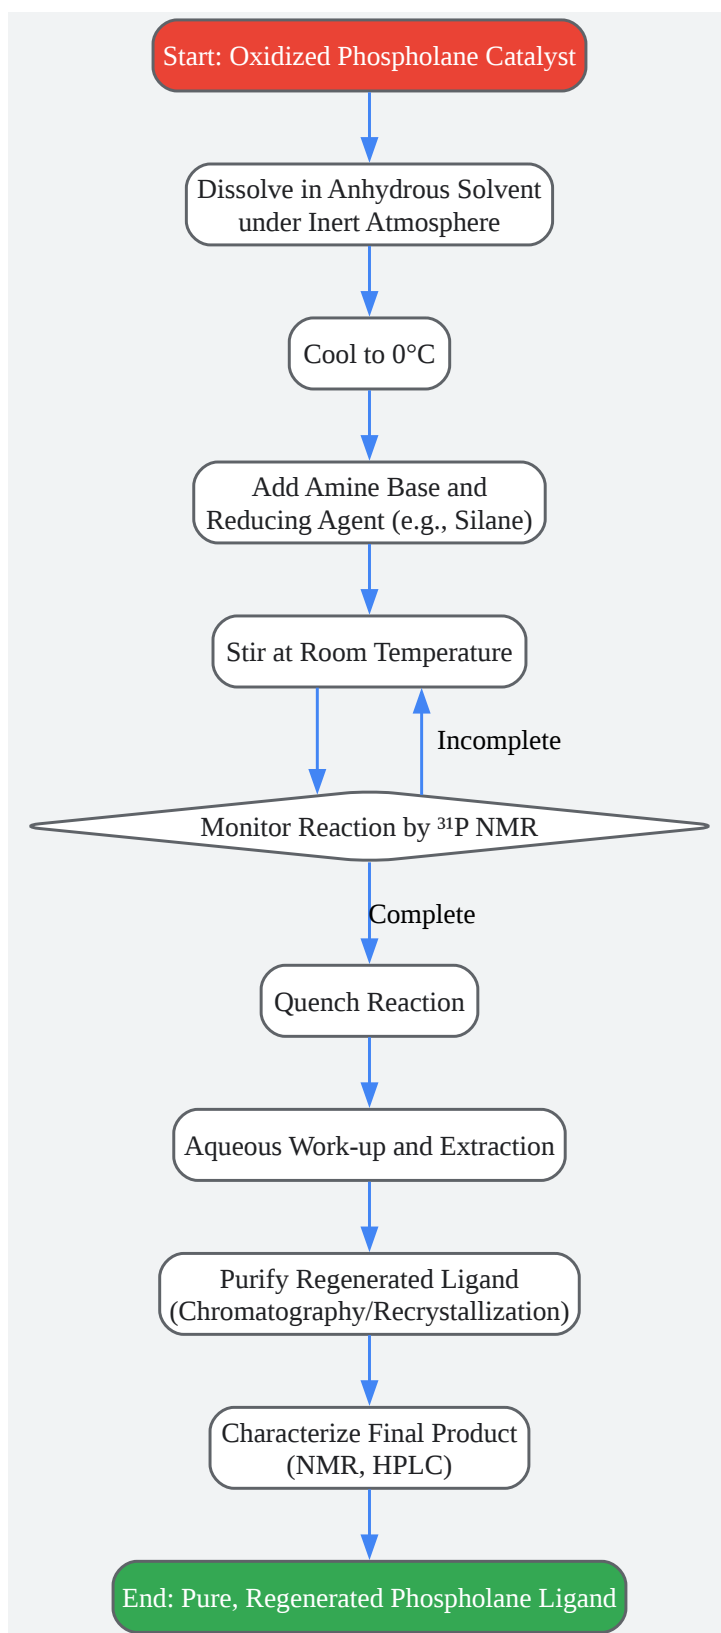 Start: Oxidized Phospholane Catalyst
Dissolve in Anhydrous Solvent
under Inert Atmosphere
Cool to 0°C
Add Amine Base and
Reducing Agent (e.g., Silane)
Stir at Room Temperature
Incomplete
Monitor Reaction by ³¹P NMR
Complete
Quench Reaction
Aqueous Work-up and Extraction
Purify Regenerated Ligand
(Chromatography/Recrystallization)
Characterize Final Product
(NMR, HPLC)
End: Pure, Regenerated Phospholane Ligand